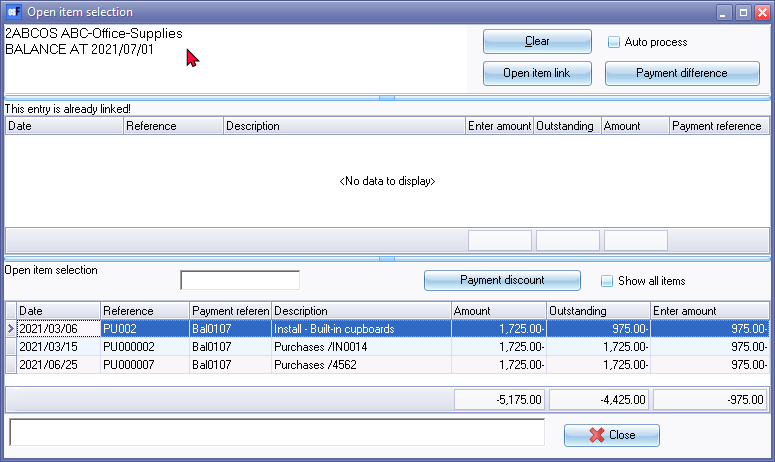 Open item selection
2ABCOS ABC-Office-Supplies
BALANCE AT 2021/07/01
Clear
Auto process
Open item link
Payment difference
This entry is already linked!
Date Reference Description Enter amount Outstanding Amount Payment reference
<No data to display>
Open item selection
Payment discount
Show all items
Date Reference Payment referen Description Amount Outstanding Enter amount
2021/03/06 PU002 Bal0107 Install - Built-in cupboards 1,725.00- 975.00- 975.00-
2021/03/15 PU000002 Bal0107 Purchases /IN0014 1,725.00- 1,725.00- 1,725.00-
2021/06/25 PU000007 Bal0107 Purchases /4562 1,725.00- 1,725.00- 1,725.00-
-5,175.00 -4,425.00 -975.00
Close